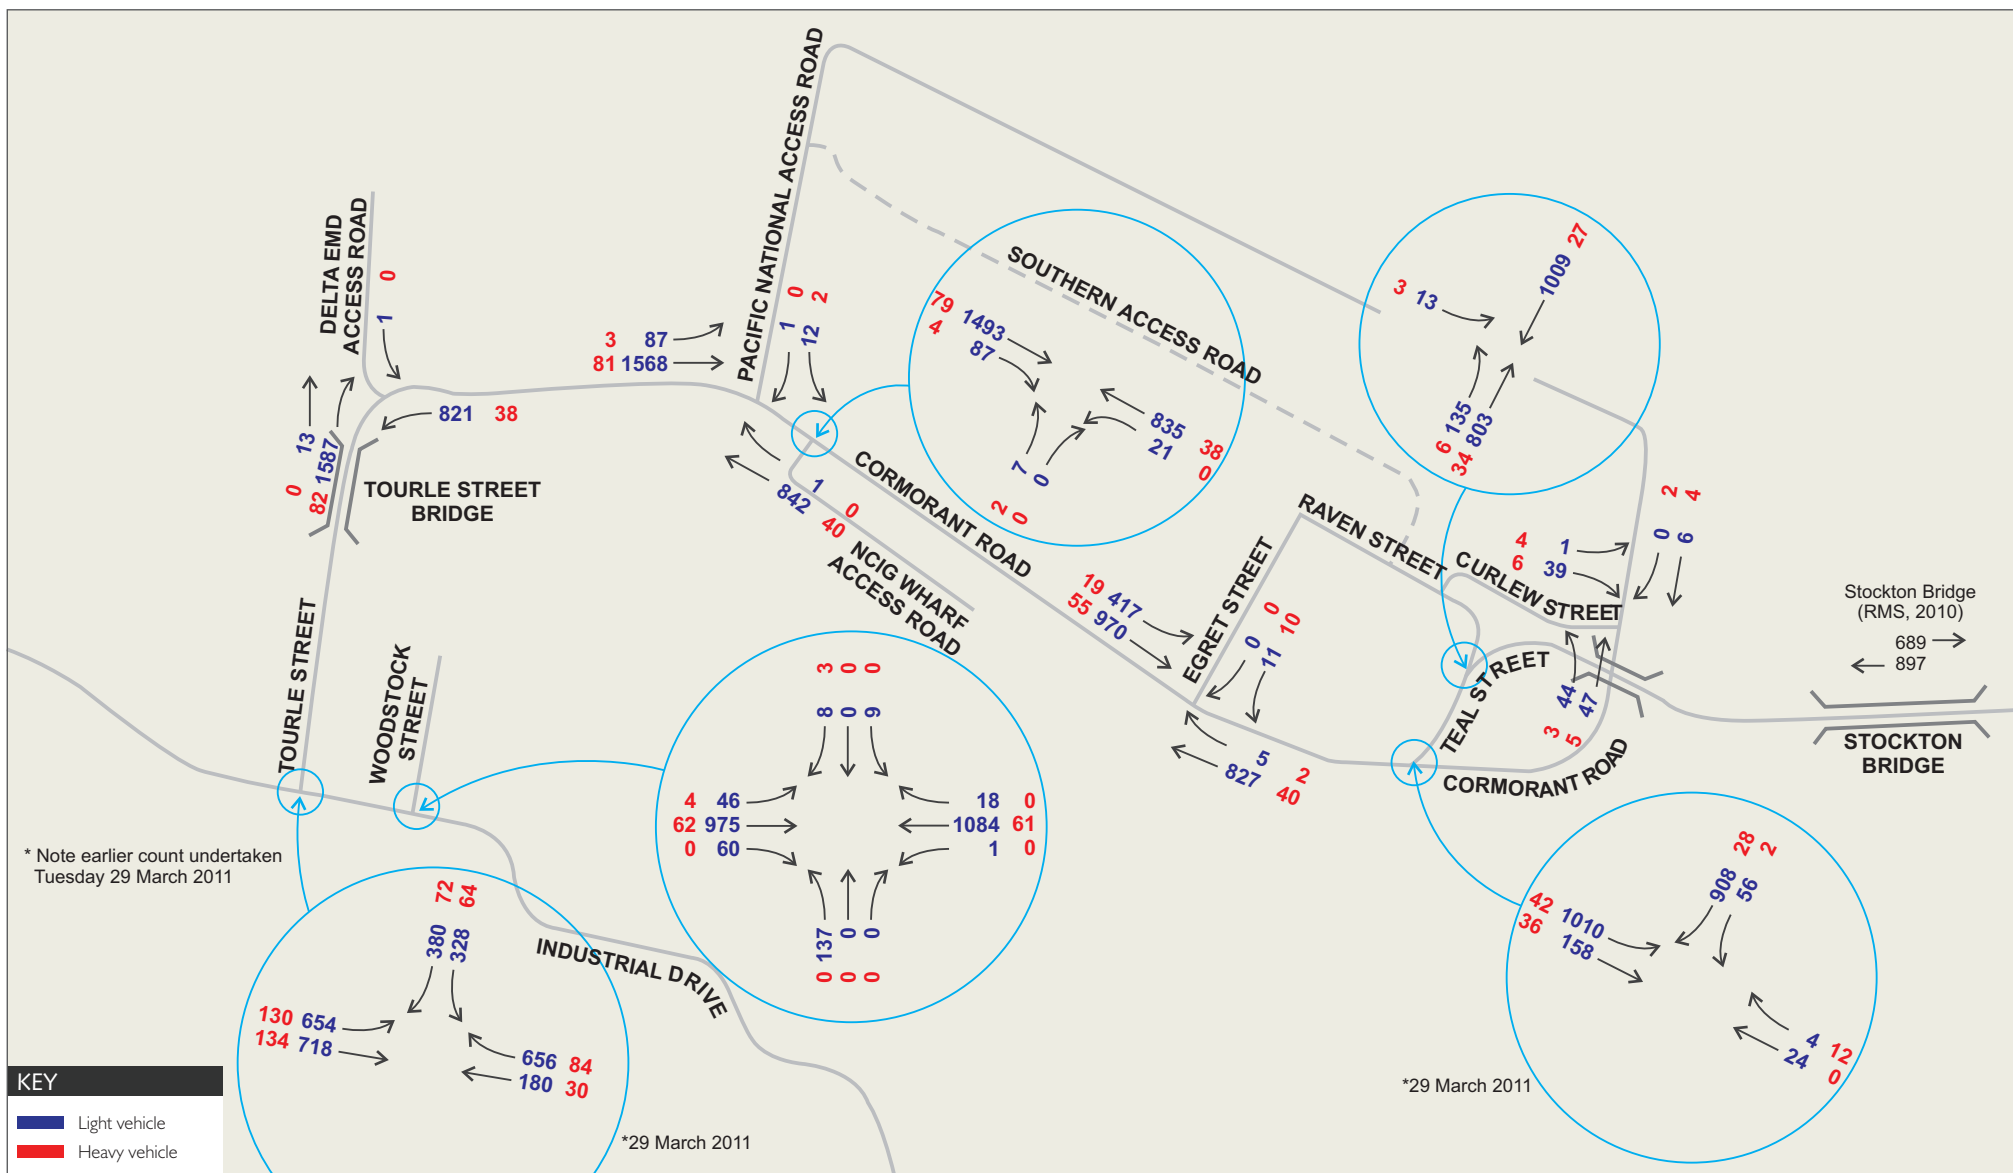 PACIFIC NATIONAL ACCESS ROAD
DELTA EMD
ACCESS ROAD
1 0
13 0
1587 82
821 38
TOURLE STREET
BRIDGE
3 87
81 1568
1 0
12 2
1 0
842 40
NCIG WHARF
ACCESS ROAD
CORMORANT ROAD
SOUTHERN ACCESS ROAD
79 1493
4 87
835 38
21 0
7 2
0 0
3 13
1009 27
6 135
34 803
RAVEN STREET
CURLEW STREET
EGRET STREET
TEAL STREET
CORMORANT ROAD
19 417
55 970
0 0
11 10
5 2
827 40
4 1
6 39
0 2
6 4
44 3
47 5
Stockton Bridge
(RMS, 2010)
689
897
STOCKTON
BRIDGE
TOURLE STREET
WOODSTOCK
STREET
3 0 0
8 0 9
4 46
62 975
0 60
18 0
1084 61
1 0
137 0 0
0 0 0
* Note earlier count undertaken
Tuesday 29 March 2011
INDUSTRIAL DRIVE
72 64
380 328
130 654
134 718
656 84
180 30
*29 March 2011
28 2
908 56
42 1010
36 158
4 12
24 0
*29 March 2011
KEY
Light vehicle
Heavy vehicle